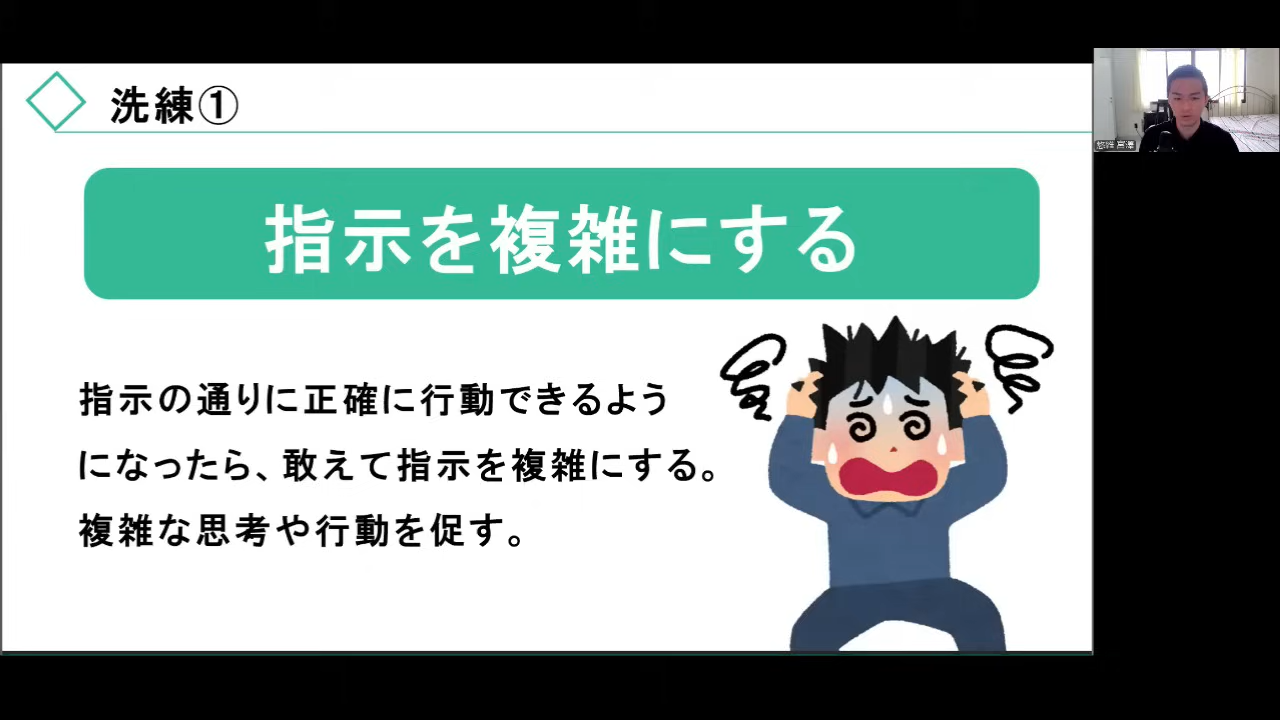 洗練①
指示を複雑にする
指示の通りに正確に行動できるよう
になったら、敢えて指示を複雑にする。
複雑な思考や行動を促す。